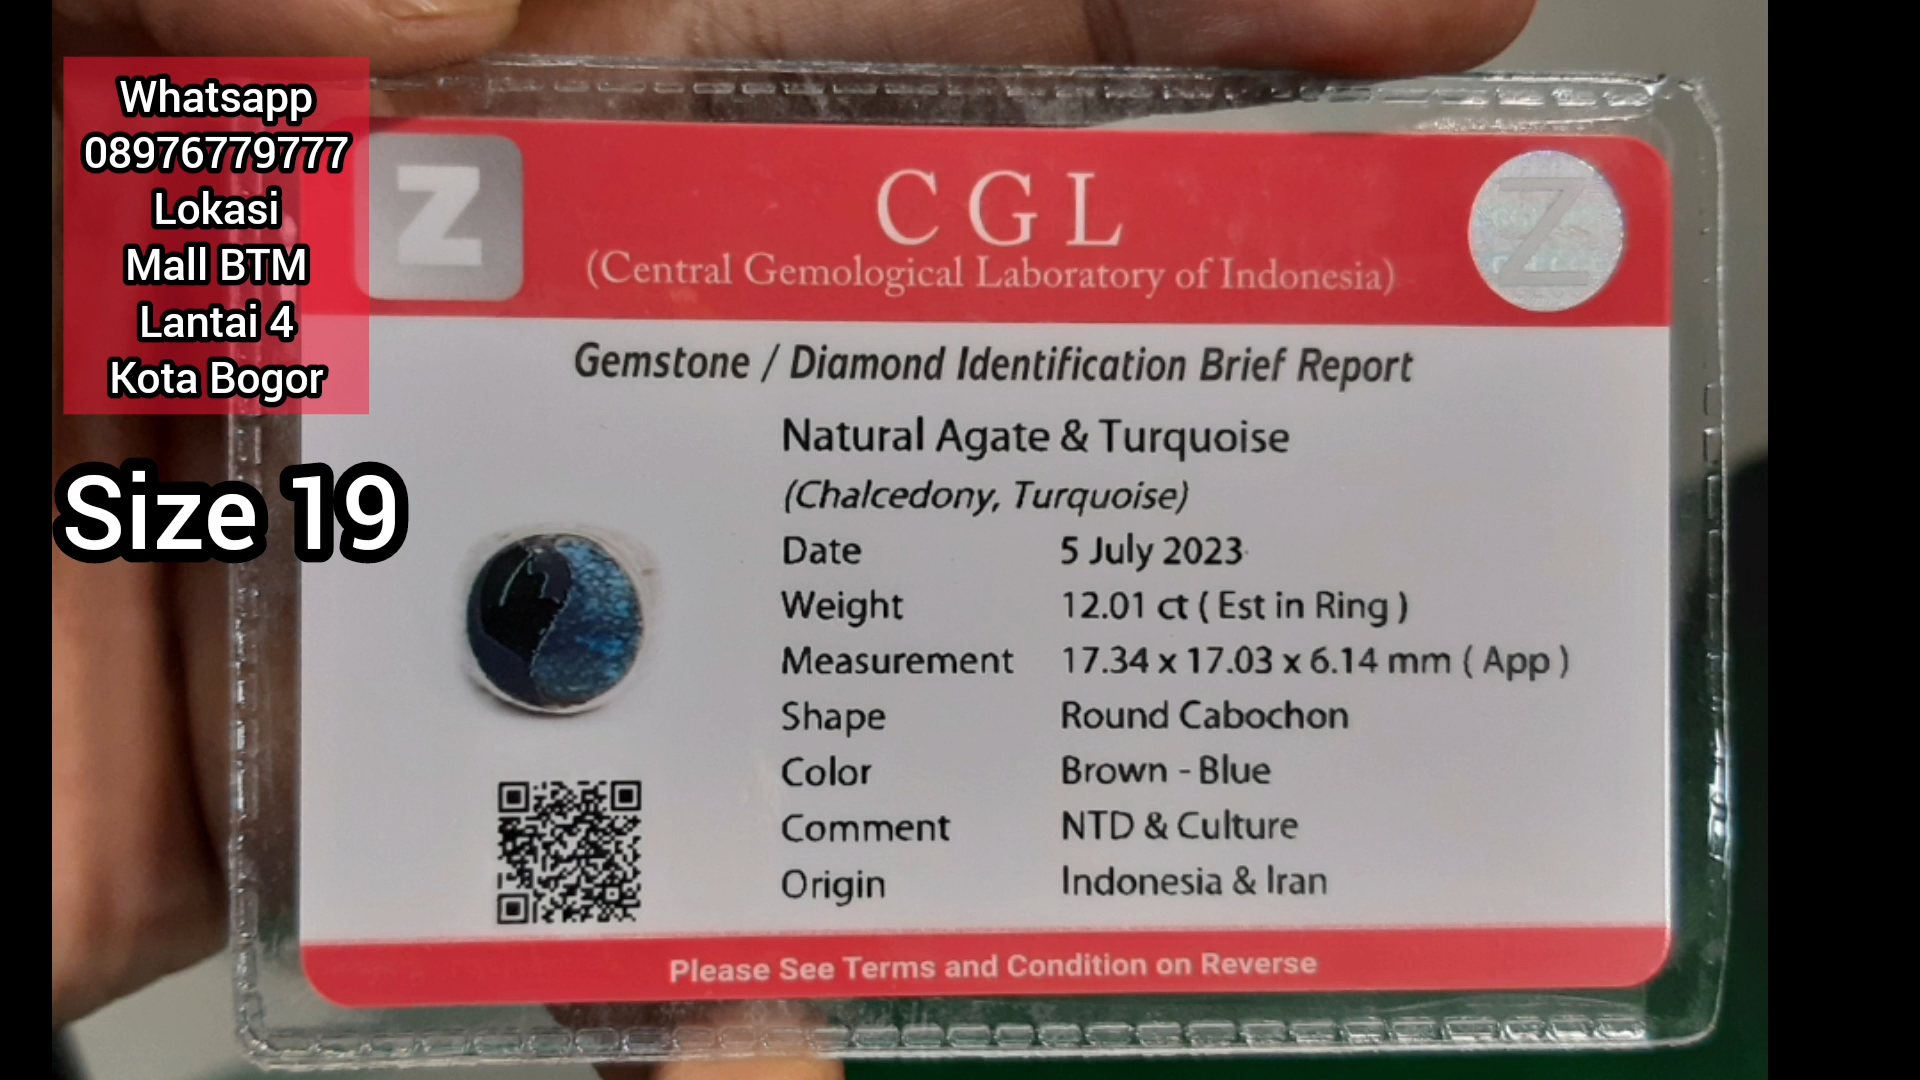 Whatsapp
08976779777
Lokasi
Mall BTM
Lantai 4
Kota Bogor
Size 19
Z
C G L
Z
(Central Gemological Laboratory of Indonesia)
Gemstone / Diamond Identification Brief Report
Natural Agate & Turquoise
(Chalcedony, Turquoise)
Date 5 July 2023
Weight 12.01 ct ( Est in Ring )
Measurement 17.34 x 17.03 x 6.14 mm ( App )
Shape Round Cabochon
Color Brown - Blue
Comment NTD & Culture
Origin Indonesia & Iran
Please See Terms and Condition on Reverse